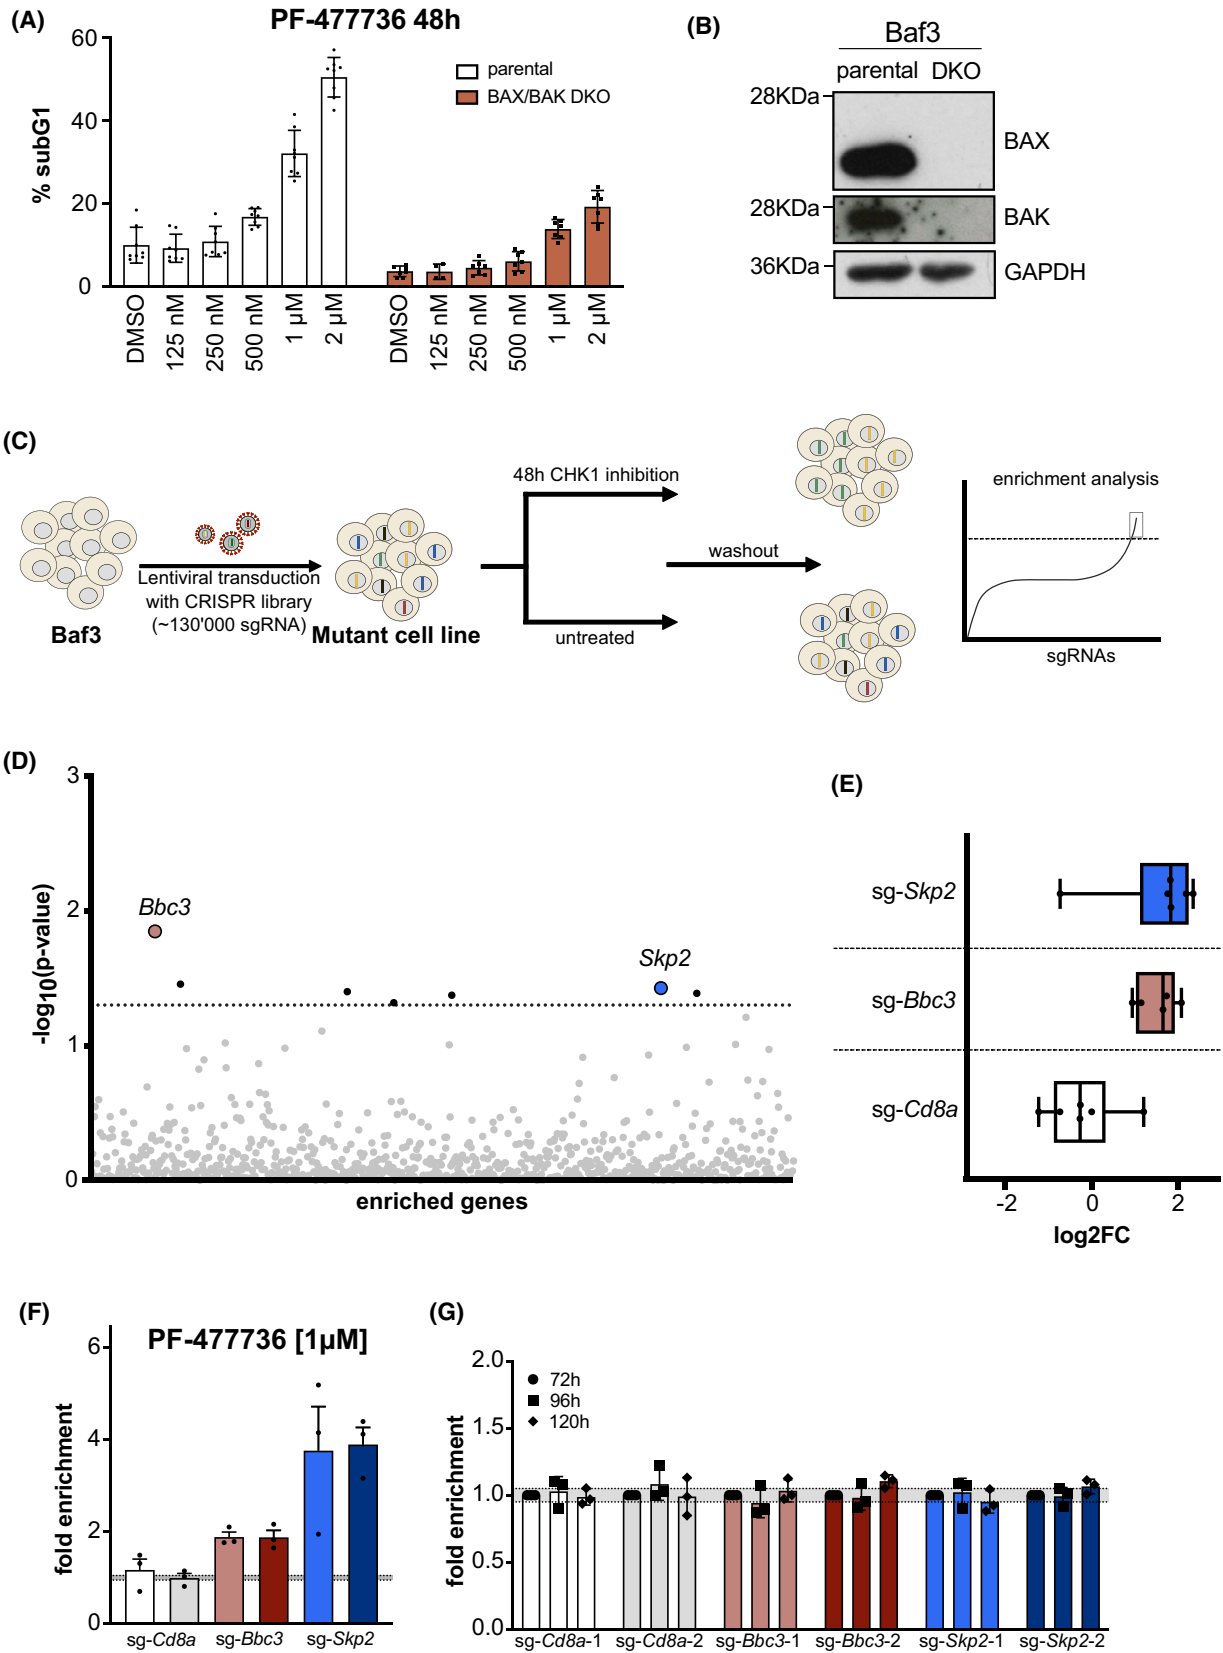 (A)
PF-477736 48h
% subG1
60
40
20
0
parental
BAX/BAK DKO
DMSO
125 nM
250 nM
500 nM
1 µM
2 µM
DMSO
125 nM
250 nM
500 nM
1 µM
2 µM
(B)
Baf3
parental DKO
28KDa
BAX
28KDa
BAK
36KDa
GAPDH
(C)
Baf3
Lentiviral transduction
with CRISPR library
(~130'000 sgRNA)
Mutant cell line
48h CHK1 inhibition
untreated
washout
enrichment analysis
sgRNAs
(D)
-log10(p-value)
3
2
1
0
Bbc3
Skp2
enriched genes
(E)
sg-Skp2
sg-Bbc3
sg-Cd8a
-2 0 2
log2FC
(F)
PF-477736 [1µM]
fold enrichment
6
4
2
0
sg-Cd8a sg-Bbc3 sg-Skp2
(G)
fold enrichment
2.0
1.5
1.0
0.5
0.0
72h
96h
120h
sg-Cd8a-1 sg-Cd8a-2 sg-Bbc3-1 sg-Bbc3-2 sg-Skp2-1 sg-Skp2-2